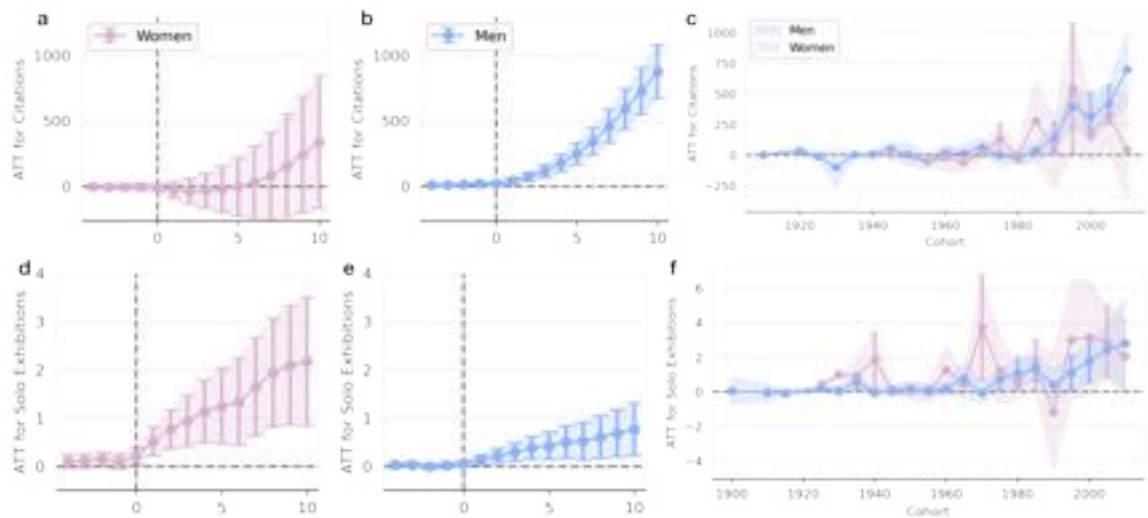 a
Women
ATT for Citations
1000
500
0
0
5
10
b
Men
ATT for Citations
1000
500
0
0
5
10
c
Men
Women
ATT for Citations
1000
750
500
250
0
−250
1920
1940
1960
1980
2000
Cohort
d
ATT for Solo Exhibitions
4
3
2
1
0
0
5
10
e
ATT for Solo Exhibitions
4
3
2
1
0
0
5
10
f
ATT for Solo Exhibitions
6
4
2
0
−2
−4
1900
1920
1940
1960
1980
2000
Cohort